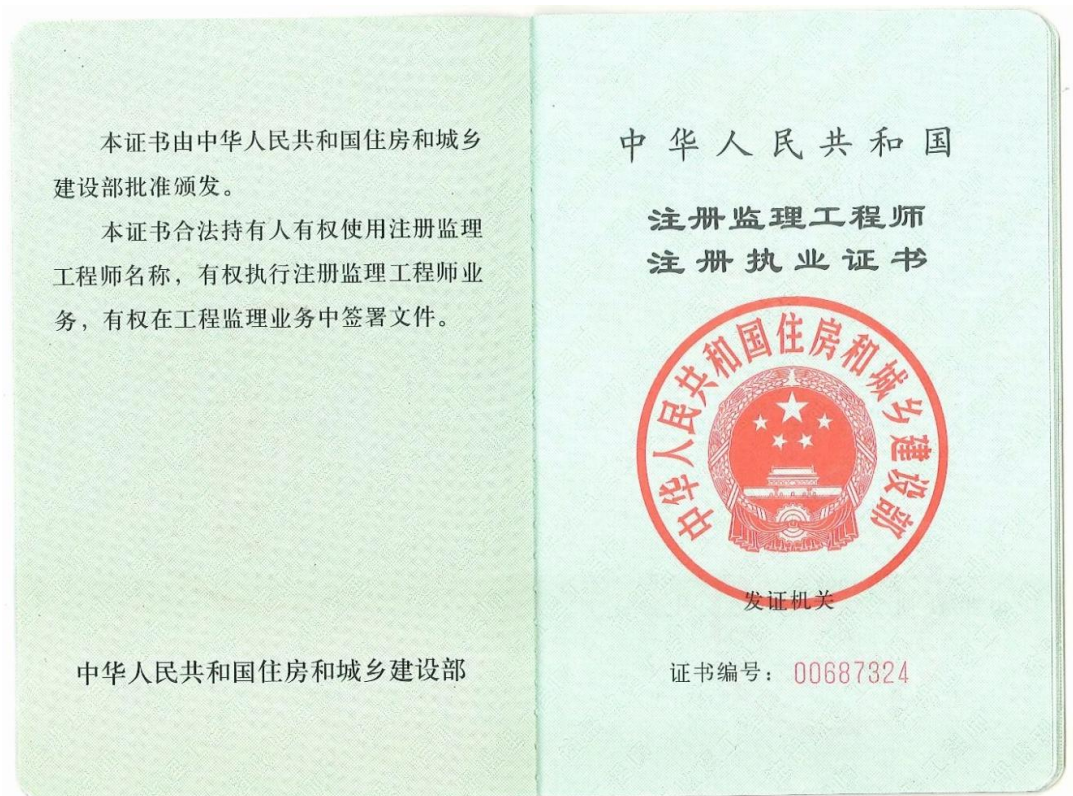 本证书由中华人民共和国住房和城乡
建设部批准颁发。
本证书合法持有人有权使用注册监理
工程师名称，有权执行注册监理工程师业
务，有权在工程监理业务中签署文件。
中华人民共和国住房和城乡建设部
中华人民共和国
注册监理工程师
注册执业证书
中华人民共和国住房和城乡建设部
发证机关
证书编号：00687324